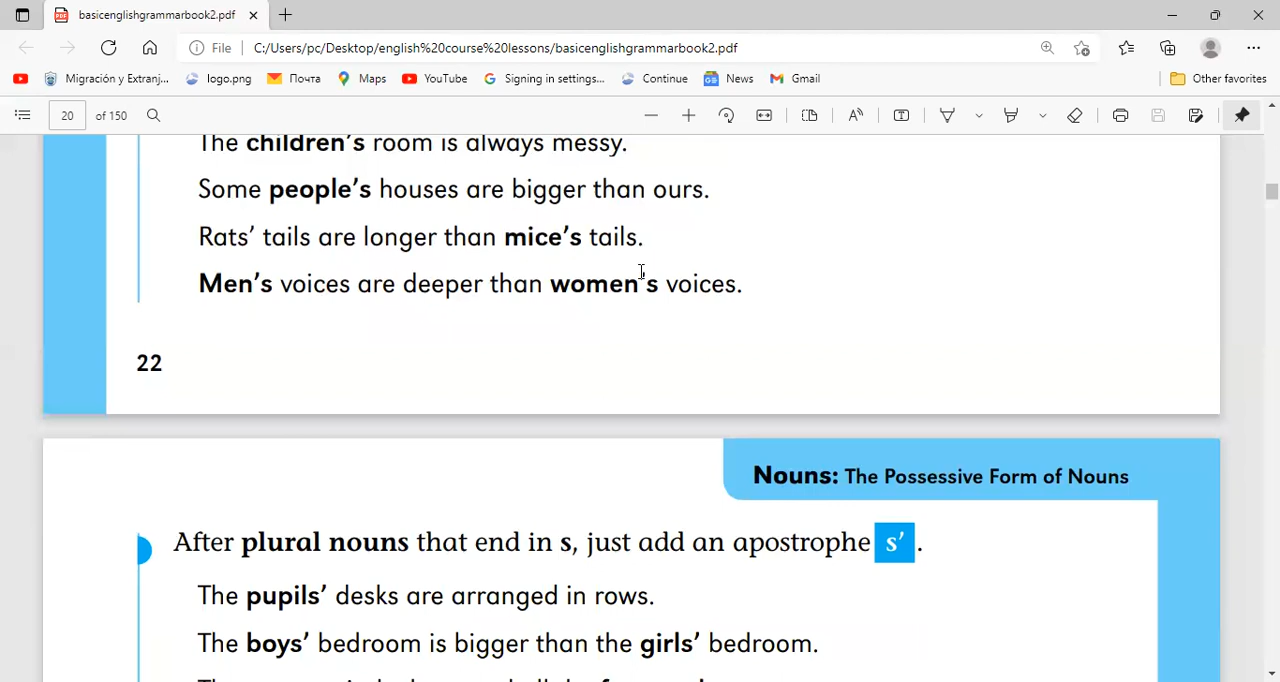 basicenglishgrammarbook2.pdf
File C:/Users/pc/Desktop/english%20course%20lessons/basicenglishgrammarbook2.pdf
Migración y Extranj... logo.png Почта Maps YouTube Signing in settings... Continue News Gmail Other favorites
20 of 150
The children's room is always messy.
Some people's houses are bigger than ours.
Rats' tails are longer than mice's tails.
Men's voices are deeper than women's voices.
22
Nouns: The Possessive Form of Nouns
After plural nouns that end in s, just add an apostrophe s' .
The pupils' desks are arranged in rows.
The boys' bedroom is bigger than the girls' bedroom.